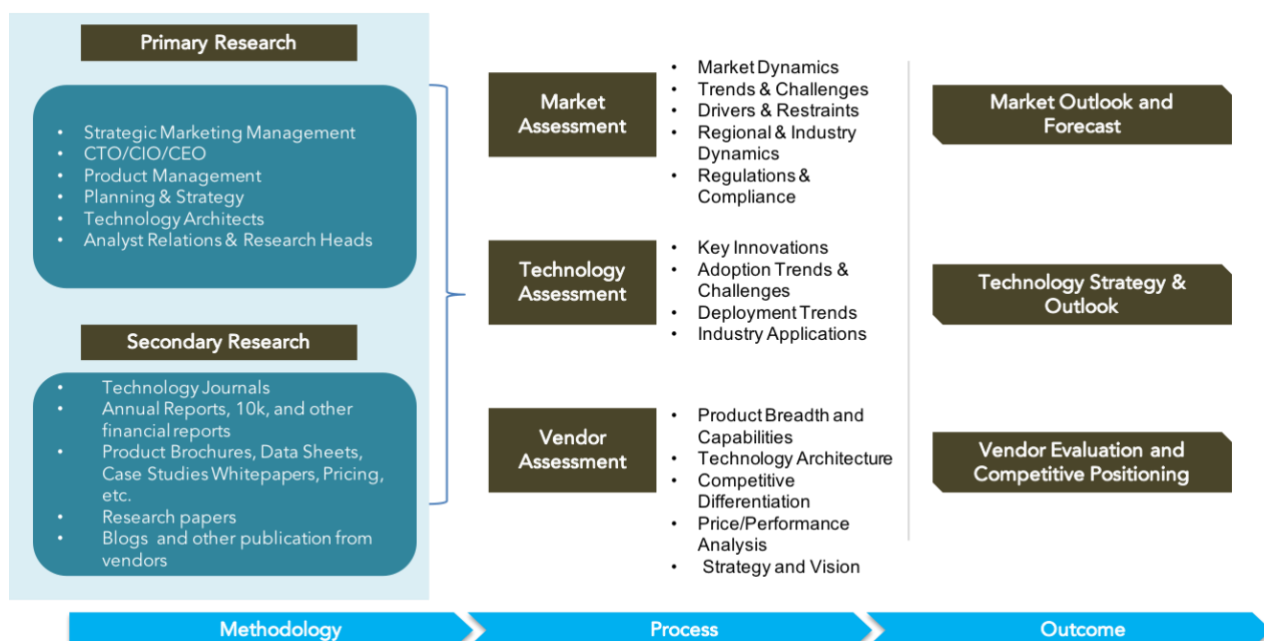 Primary Research
• Strategic Marketing Management
• CTO/CIO/CEO
• Product Management
• Planning & Strategy
• Technology Architects
• Analyst Relations & Research Heads
Secondary Research
• Technology Journals
• Annual Reports, 10k, and other
financial reports
• Product Brochures, Data Sheets,
Case Studies Whitepapers, Pricing,
etc.
• Research papers
• Blogs and other publication from
vendors
Market
Assessment
• Market Dynamics
• Trends & Challenges
• Drivers & Restraints
• Regional & Industry
Dynamics
• Regulations &
Compliance
Technology
Assessment
• Key Innovations
• Adoption Trends &
Challenges
• Deployment Trends
• Industry Applications
Vendor
Assessment
• Product Breadth and
Capabilities
• Technology Architecture
• Competitive
Differentiation
• Price/Performance
Analysis
• Strategy and Vision
Market Outlook and
Forecast
Technology Strategy &
Outlook
Vendor Evaluation and
Competitive Positioning
Methodology
Process
Outcome